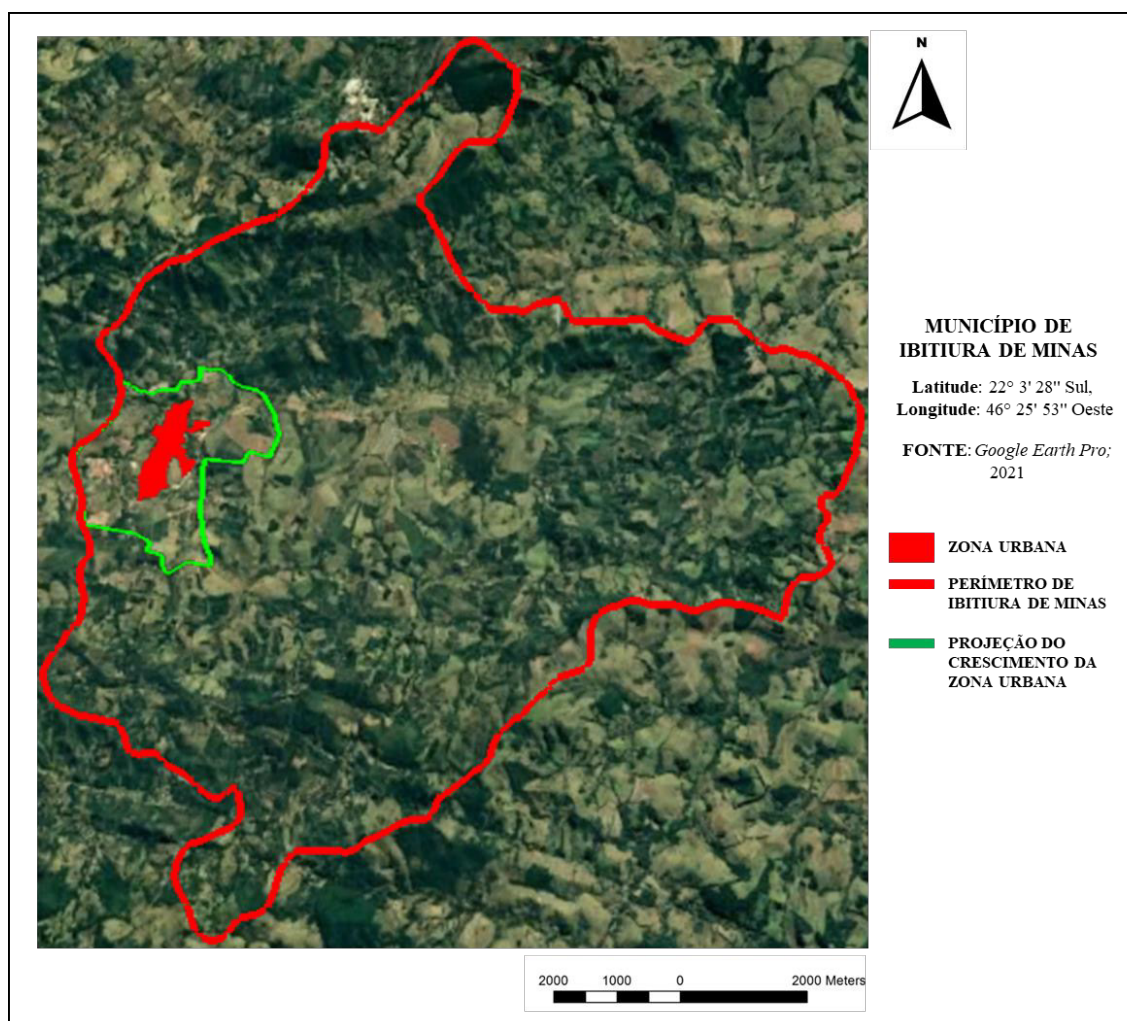 N
MUNICÍPIO DE
IBITIURA DE MINAS
Latitude: 22° 3' 28" Sul,
Longitude: 46° 25' 53" Oeste
FONTE: Google Earth Pro;
2021
ZONA URBANA
PERÍMETRO DE
IBITIURA DE MINAS
PROJEÇÃO DO
CRESCIMENTO DA
ZONA URBANA
2000 1000 0 2000 Meters